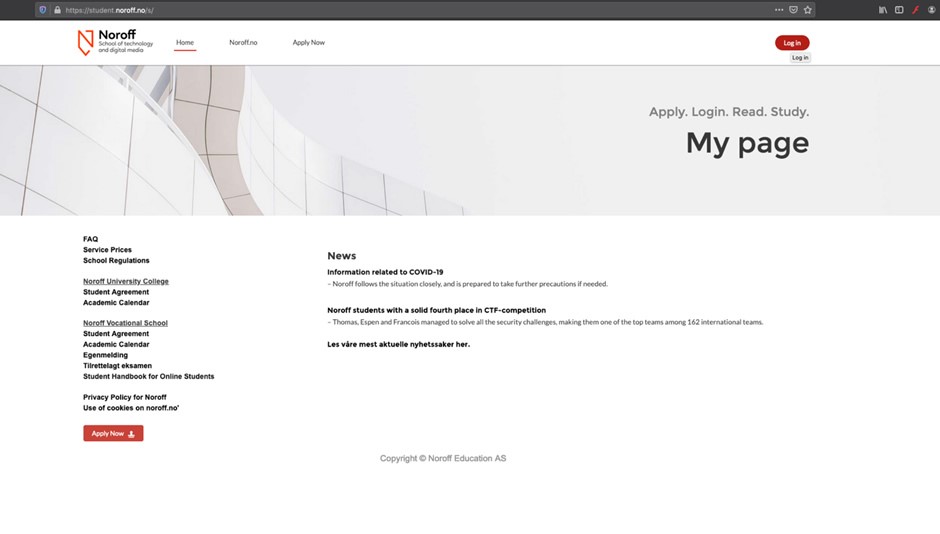 https://student.noroff.no/s/
Noroff
School of technology
and digital media
Home
Noroff.no
Apply Now
Log in
Log in
Apply. Login. Read. Study.
My page
FAQ
Service Prices
School Regulations
Noroff University College
Student Agreement
Academic Calendar
Noroff Vocational School
Student Agreement
Academic Calendar
Egenmelding
Tilrettelagt eksamen
Student Handbook for Online Students
Privacy Policy for Noroff
Use of cookies on noroff.no'
Apply Now
News
Information related to COVID-19
– Noroff follows the situation closely, and is prepared to take further precautions if needed.
Noroff students with a solid fourth place in CTF-competition
– Thomas, Espen and Francois managed to solve all the security challenges, making them one of the top teams among 162 international teams.
Les våre mest aktuelle nyhetssaker her.
Copyright © Noroff Education AS